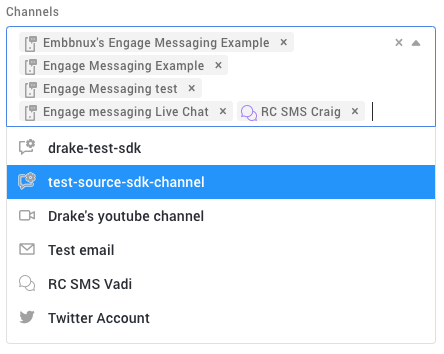 Channels
Embbnux's Engage Messaging Example ×
Engage Messaging Example ×
Engage Messaging test ×
Engage messaging Live Chat × RC SMS Craig ×
drake-test-sdk
test-source-sdk-channel
Drake's youtube channel
Test email
RC SMS Vadi
Twitter Account